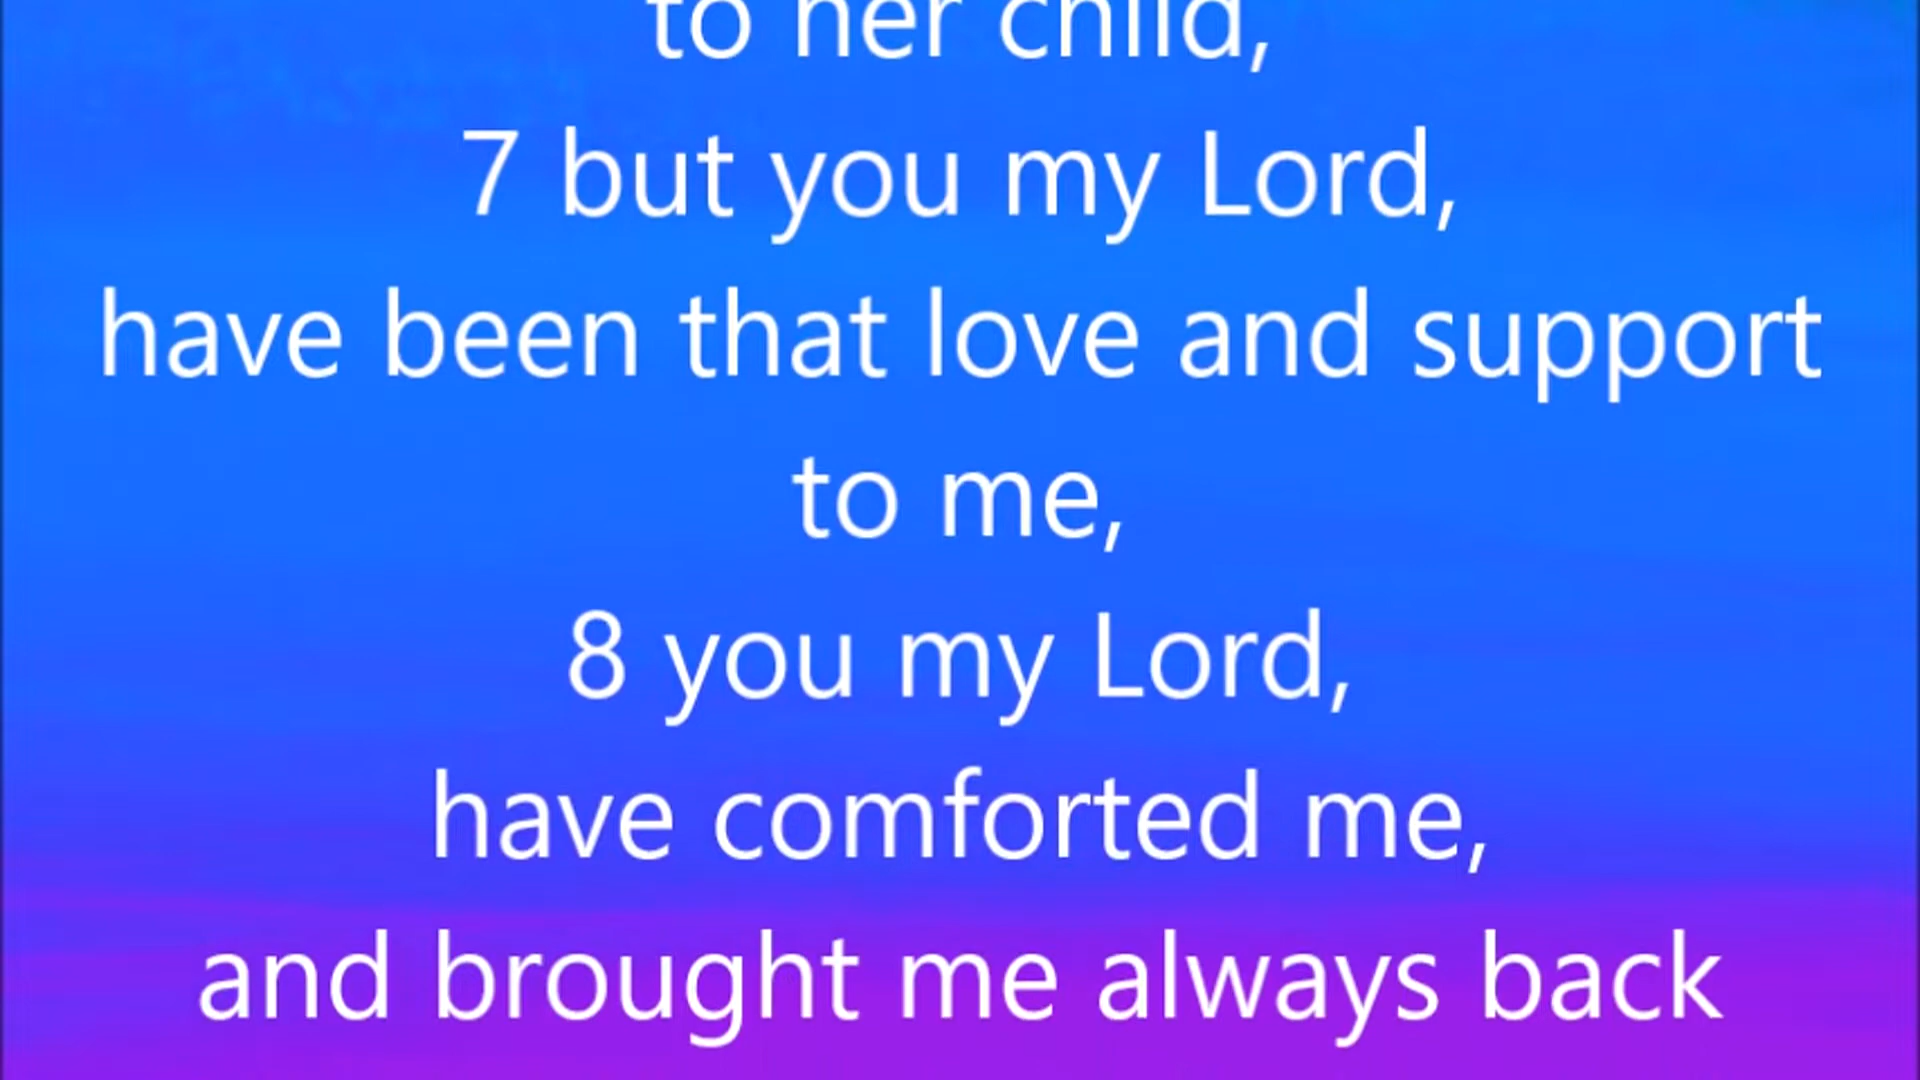 to her child,
7 but you my Lord,
have been that love and support
to me,
8 you my Lord,
have comforted me,
and brought me always back